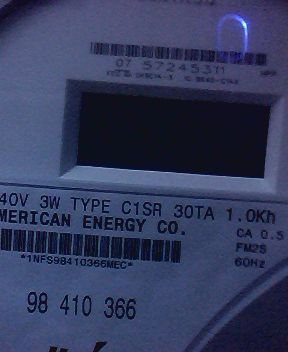 07 57245311
40V 3W TYPE C1SR 30TA 1.0Kh
MERICAN ENERGY CO.
CA 0.5
FM2S
60Hz
*1NFS98410366MEC*
98 410 366